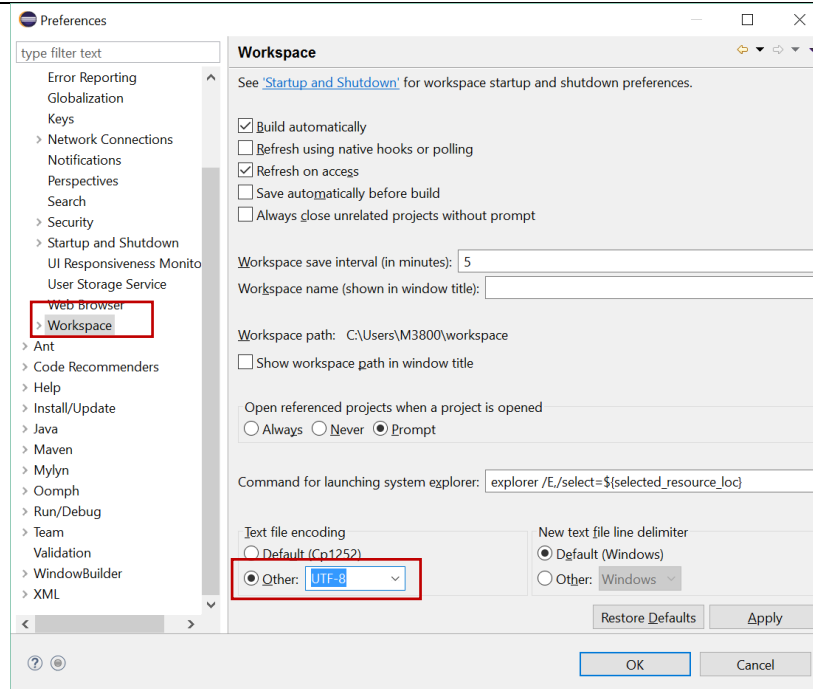 Preferences
type filter text
Error Reporting
Globalization
Keys
Network Connections
Notifications
Perspectives
Search
Security
Startup and Shutdown
UI Responsiveness Monito
User Storage Service
Web Browser
Workspace
Ant
Code Recommenders
Help
Install/Update
Java
Maven
Mylyn
Oomph
Run/Debug
Team
Validation
WindowBuilder
XML
Workspace
See 'Startup and Shutdown' for workspace startup and shutdown preferences.
Build automatically
Refresh using native hooks or polling
Refresh on access
Save automatically before build
Always close unrelated projects without prompt
Workspace save interval (in minutes): 5
Workspace name (shown in window title):
Workspace path: C:\Users\M3800\workspace
Show workspace path in window title
Open referenced projects when a project is opened
Always Never Prompt
Command for launching system explorer: explorer /E,/select=${selected_resource_loc}
Text file encoding
Default (Cp1252)
Other: UTF-8
New text file line delimiter
Default (Windows)
Other: Windows
Restore Defaults Apply
? OK Cancel